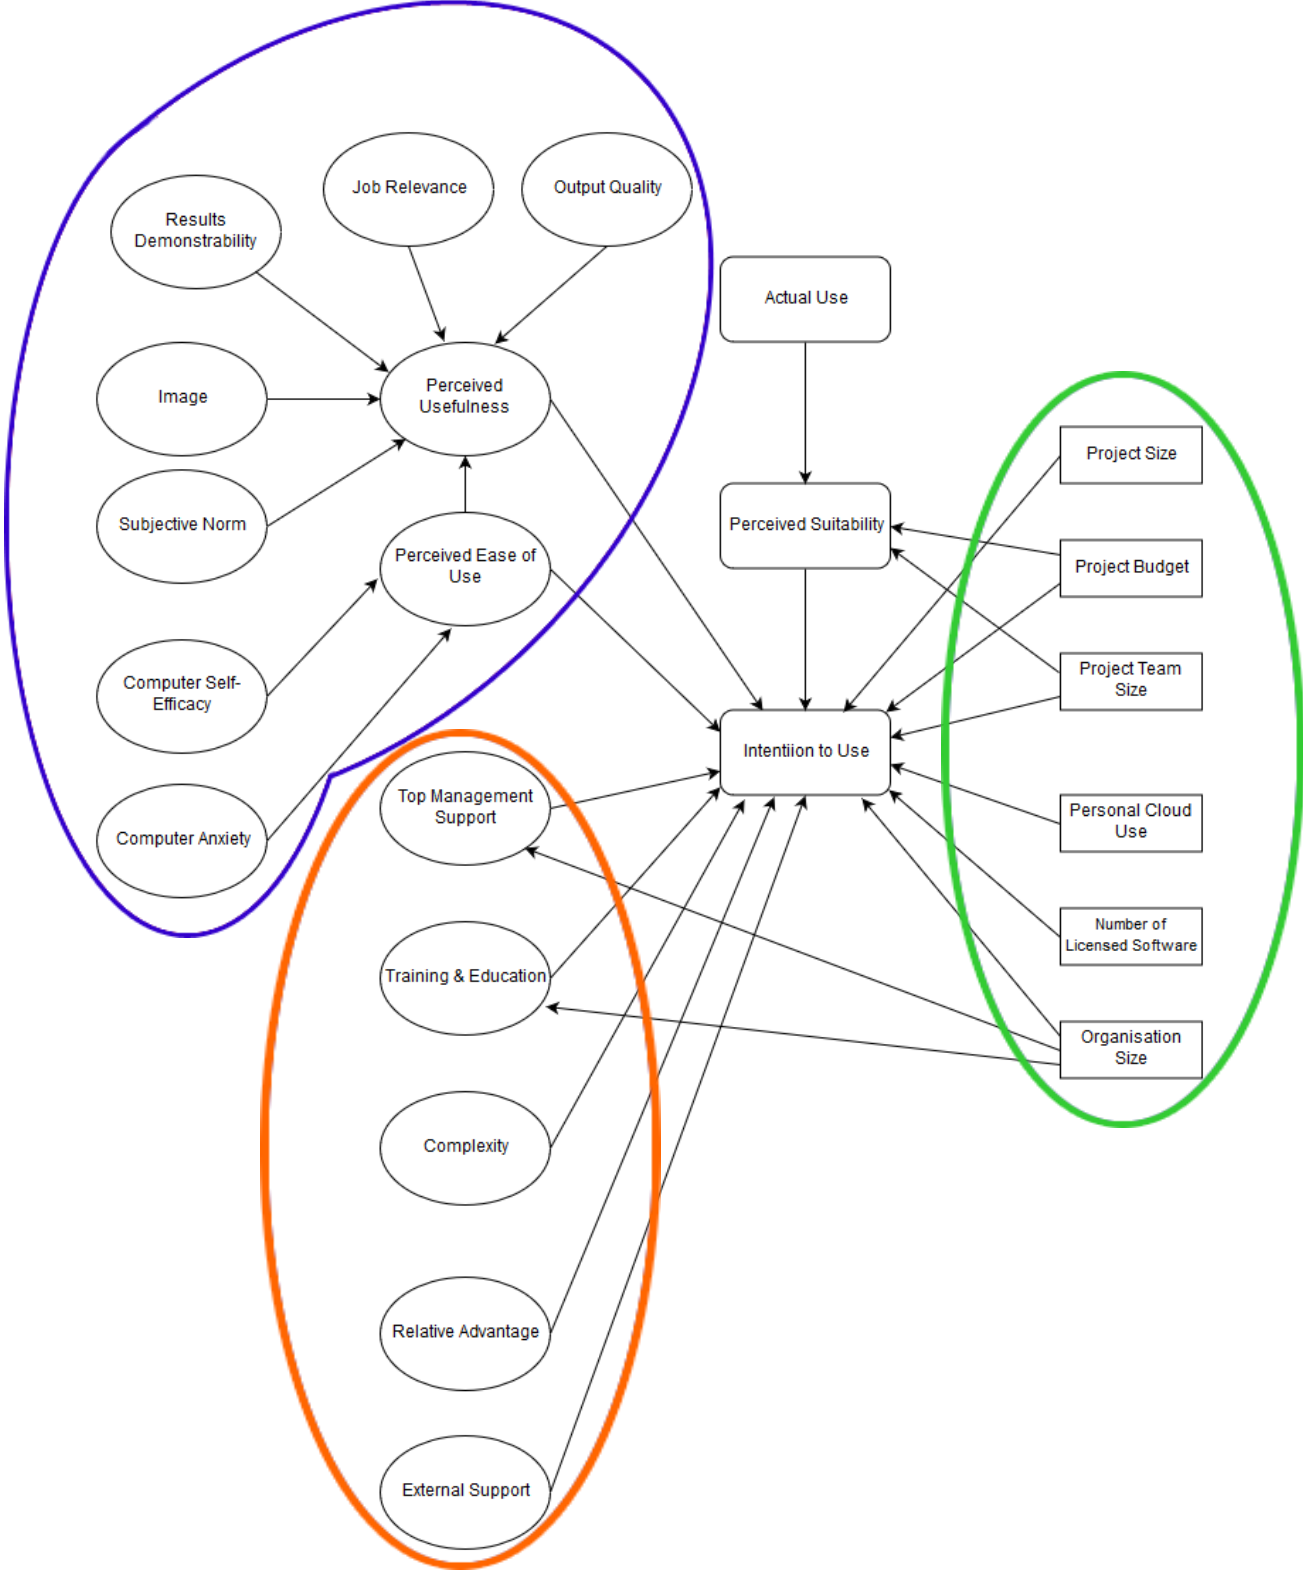 Job Relevance
Output Quality
Results
Demonstrability
Actual Use
Perceived
Usefulness
Image
Project Size
Subjective Norm
Perceived Suitability
Perceived Ease of
Use
Project Budget
Project Team
Size
Computer Self-
Efficacy
Intentiion to Use
Top Management
Support
Personal Cloud
Use
Computer Anxiety
Number of
Licensed Software
Training & Education
Organisation
Size
Complexity
Relative Advantage
External Support